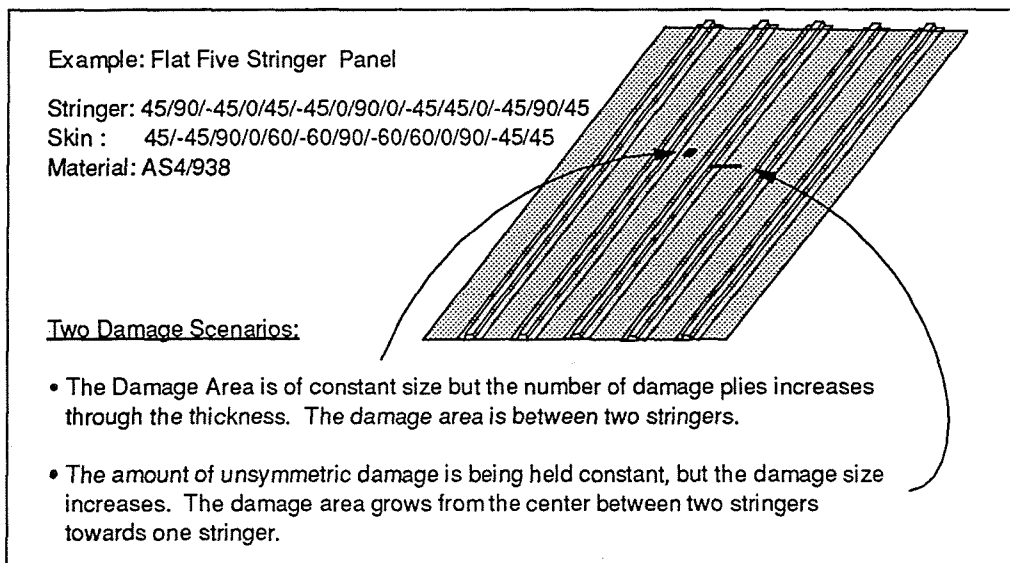 Example: Flat Five Stringer Panel
Stringer: 45/90/-45/0/45/-45/0/90/0/-45/45/0/-45/90/45
Skin : 45/-45/90/0/60/-60/90/-60/60/0/90/-45/45
Material: AS4/938
Two Damage Scenarios:
• The Damage Area is of constant size but the number of damage plies increases
through the thickness. The damage area is between two stringers.
• The amount of unsymmetric damage is being held constant, but the damage size
increases. The damage area grows from the center between two stringers
towards one stringer.